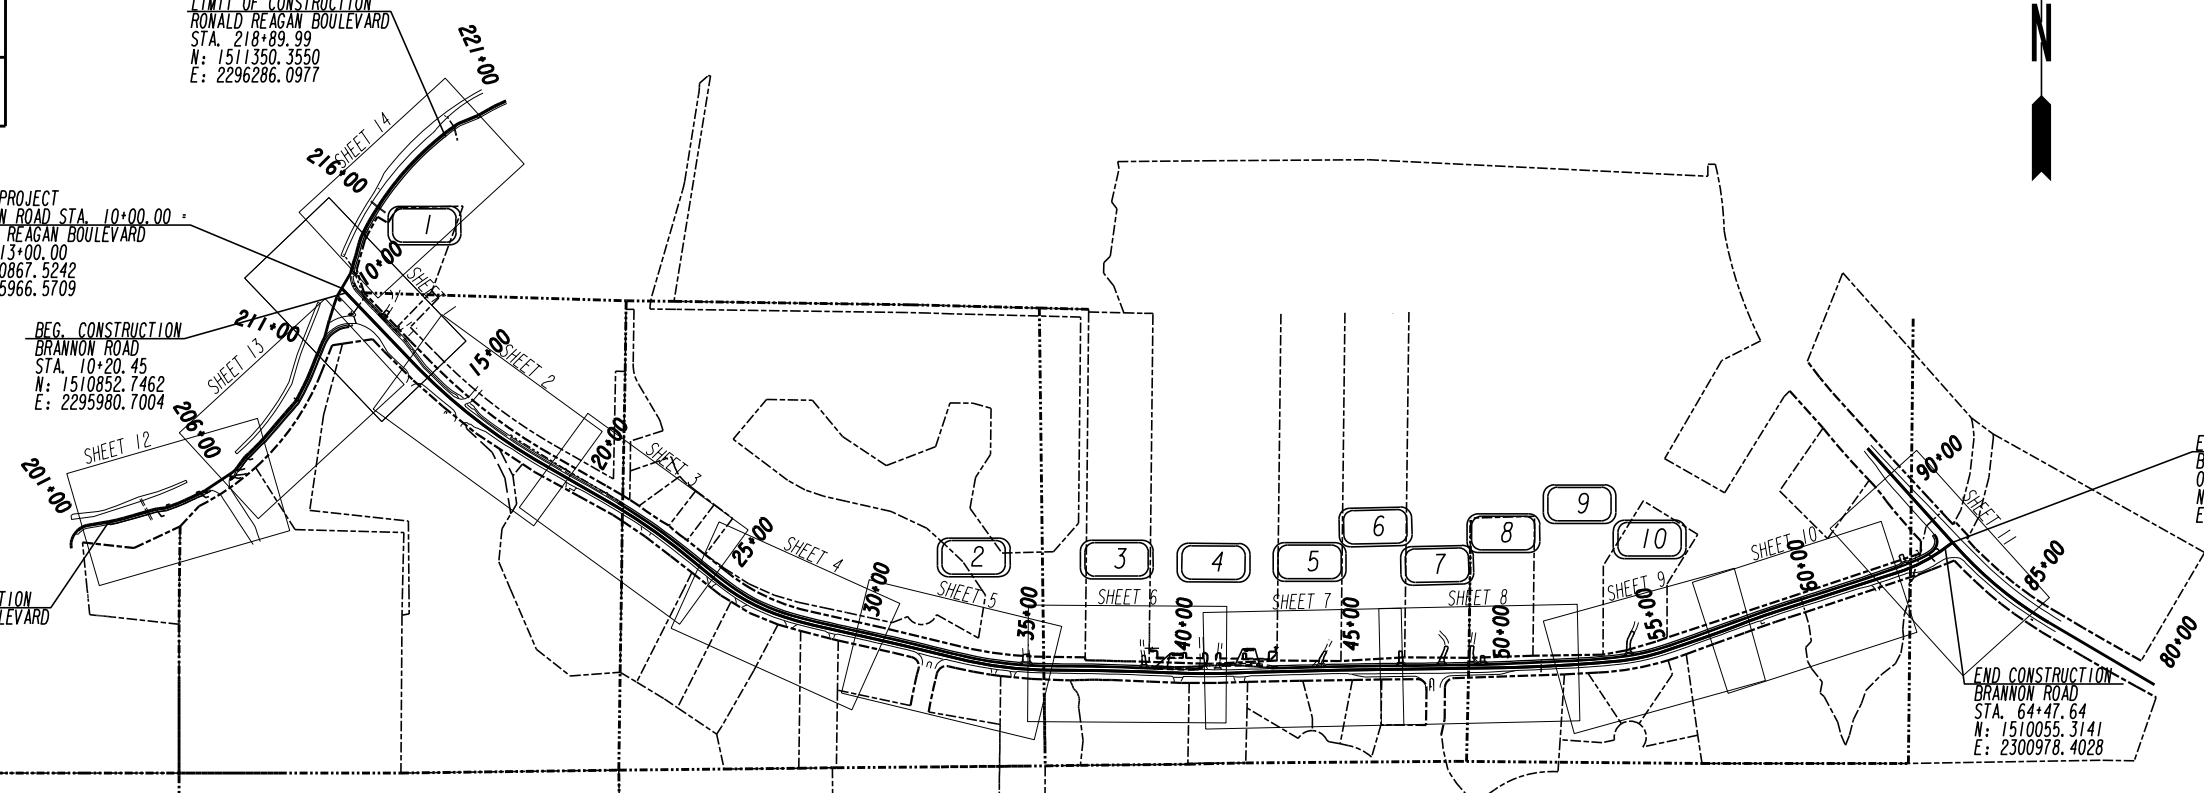 LIMIT OF CONSTRUCTION
RONALD REAGAN BOULEVARD
STA. 218+89.99
N: 1511350.3550
E: 2296286.0977
221+00
N
SHEET 14
216+00
PROJECT
ROAD STA. 10+00.00 =
REAGAN BOULEVARD
13+00.00
0867.5242
5966.5709
1
10+00
SHEET
211+00
BEG. CONSTRUCTION
BRANNON ROAD
STA. 10+20.45
N: 1510852.7462
E: 2295980.7004
SHEET 13
15+00
SHEET 2
206+00
SHEET 12
201+00
20+00
SHEET 3
25+00
SHEET 4
30+00
2
SHEET 5
35+00
3
SHEET 6
4
40+00
5
SHEET 7
6
45+00
7
SHEET 8
8
50+00
9
10
SHEET 9
55+00
SHEET 10
60+00
90+00
SHEET
85+00
80+00
END CONSTRUCTION
BRANNON ROAD
STA. 64+47.64
N: 1510055.3141
E: 2300978.4028